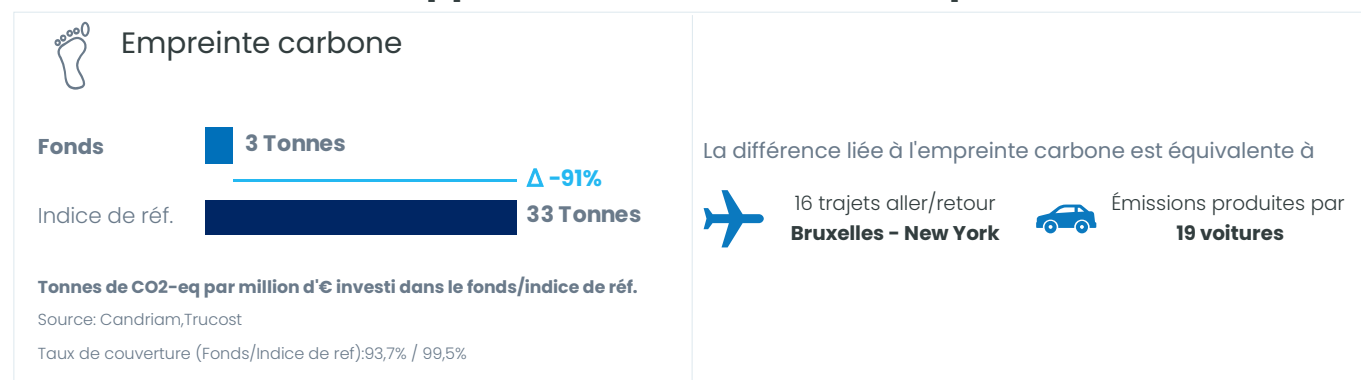 Empreinte carbone
Fonds
3 Tonnes
Δ -91%
Indice de réf.
33 Tonnes
Tonnes de CO2-eq par million d'€ investi dans le fonds/indice de réf.
Source: Candriam,Trucost
Taux de couverture (Fonds/Indice de ref):93,7% / 99,5%
La différence liée à l'empreinte carbone est équivalente à
16 trajets aller/retour
Bruxelles - New York
Émissions produites par
19 voitures